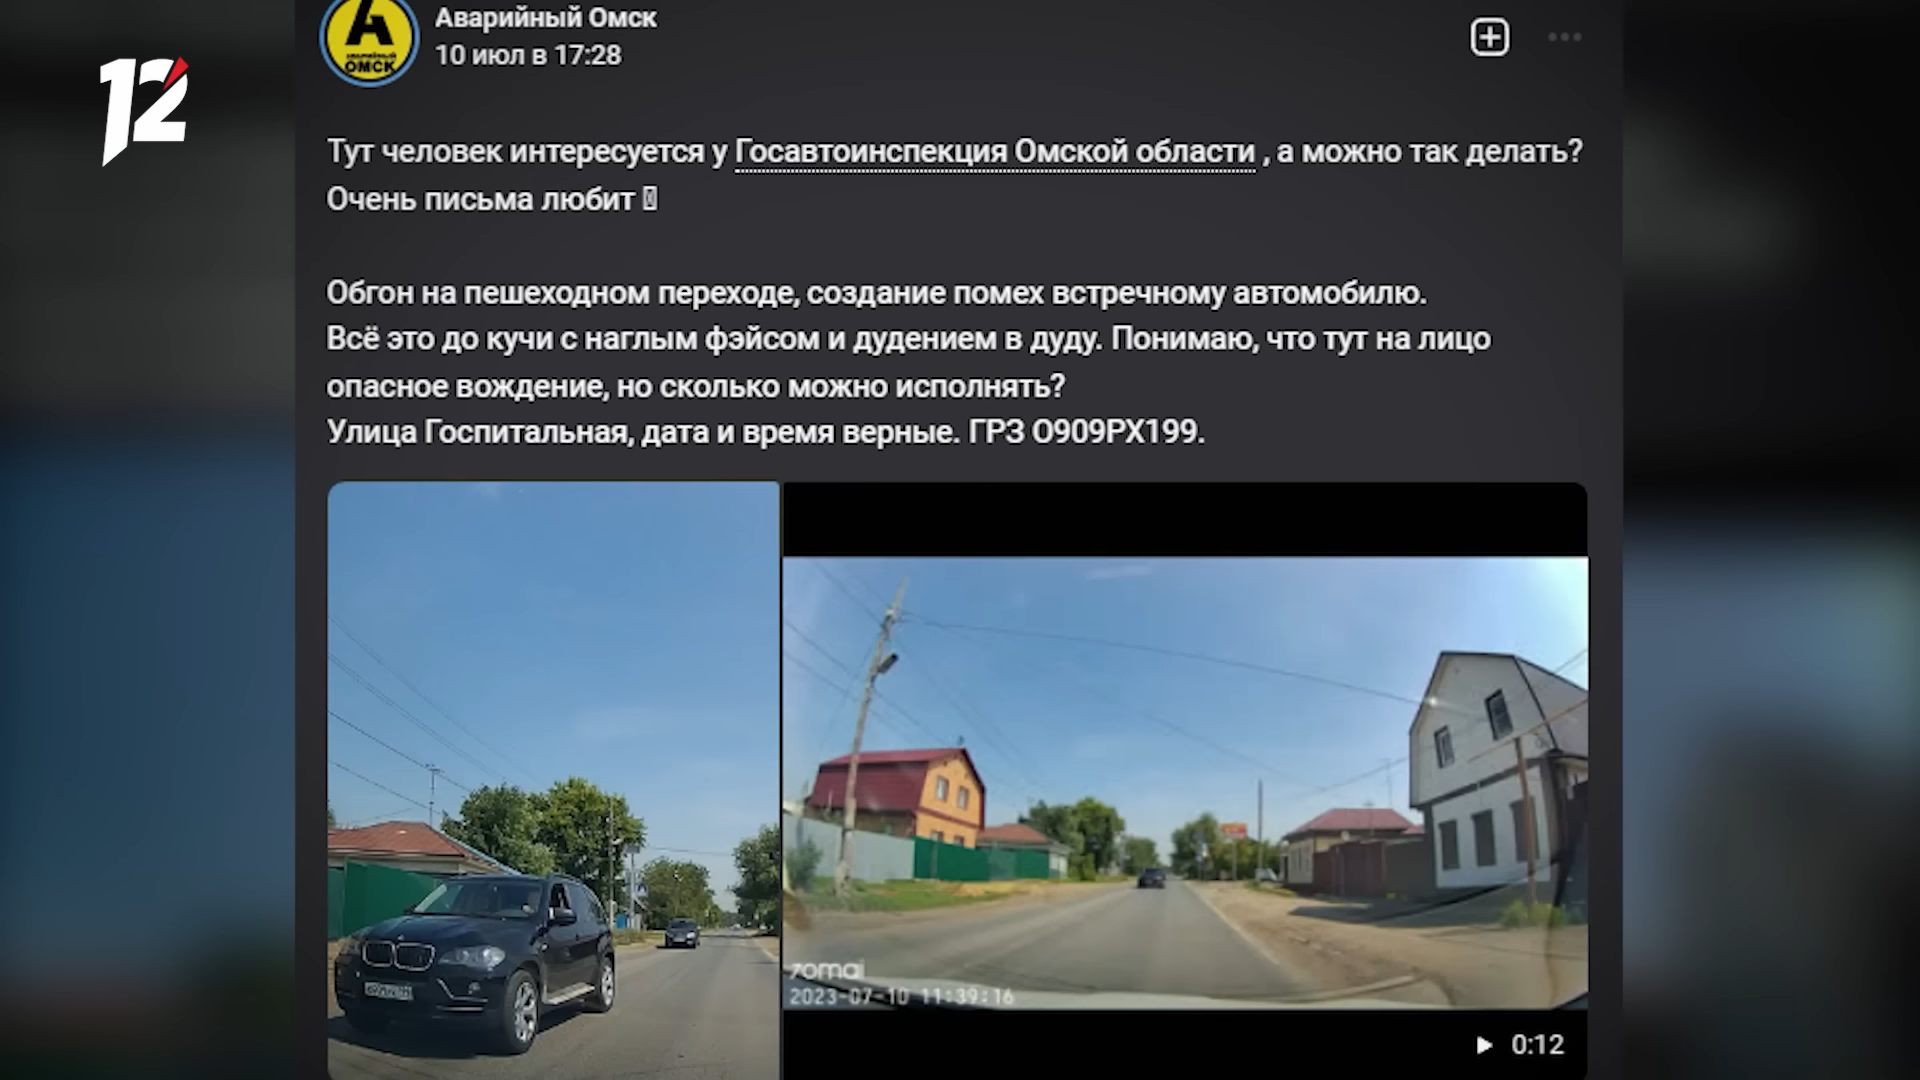 12
Аварийный Омск
10 июл в 17:28
АВАРИЙНЫЙ
ОМСК
Тут человек интересуется у Госавтоинспекция Омской области , а можно так делать?
Очень письма любит
Обгон на пешеходном переходе, создание помех встречному автомобилю.
Всё это до кучи с наглым фэйсом и дудением в дуду. Понимаю, что тут на лицо
опасное вождение, но сколько можно исполнять?
Улица Госпитальная, дата и время верные. ГРЗ О909РХ199.
70mai
2023-07-10 11:39:16
0:12